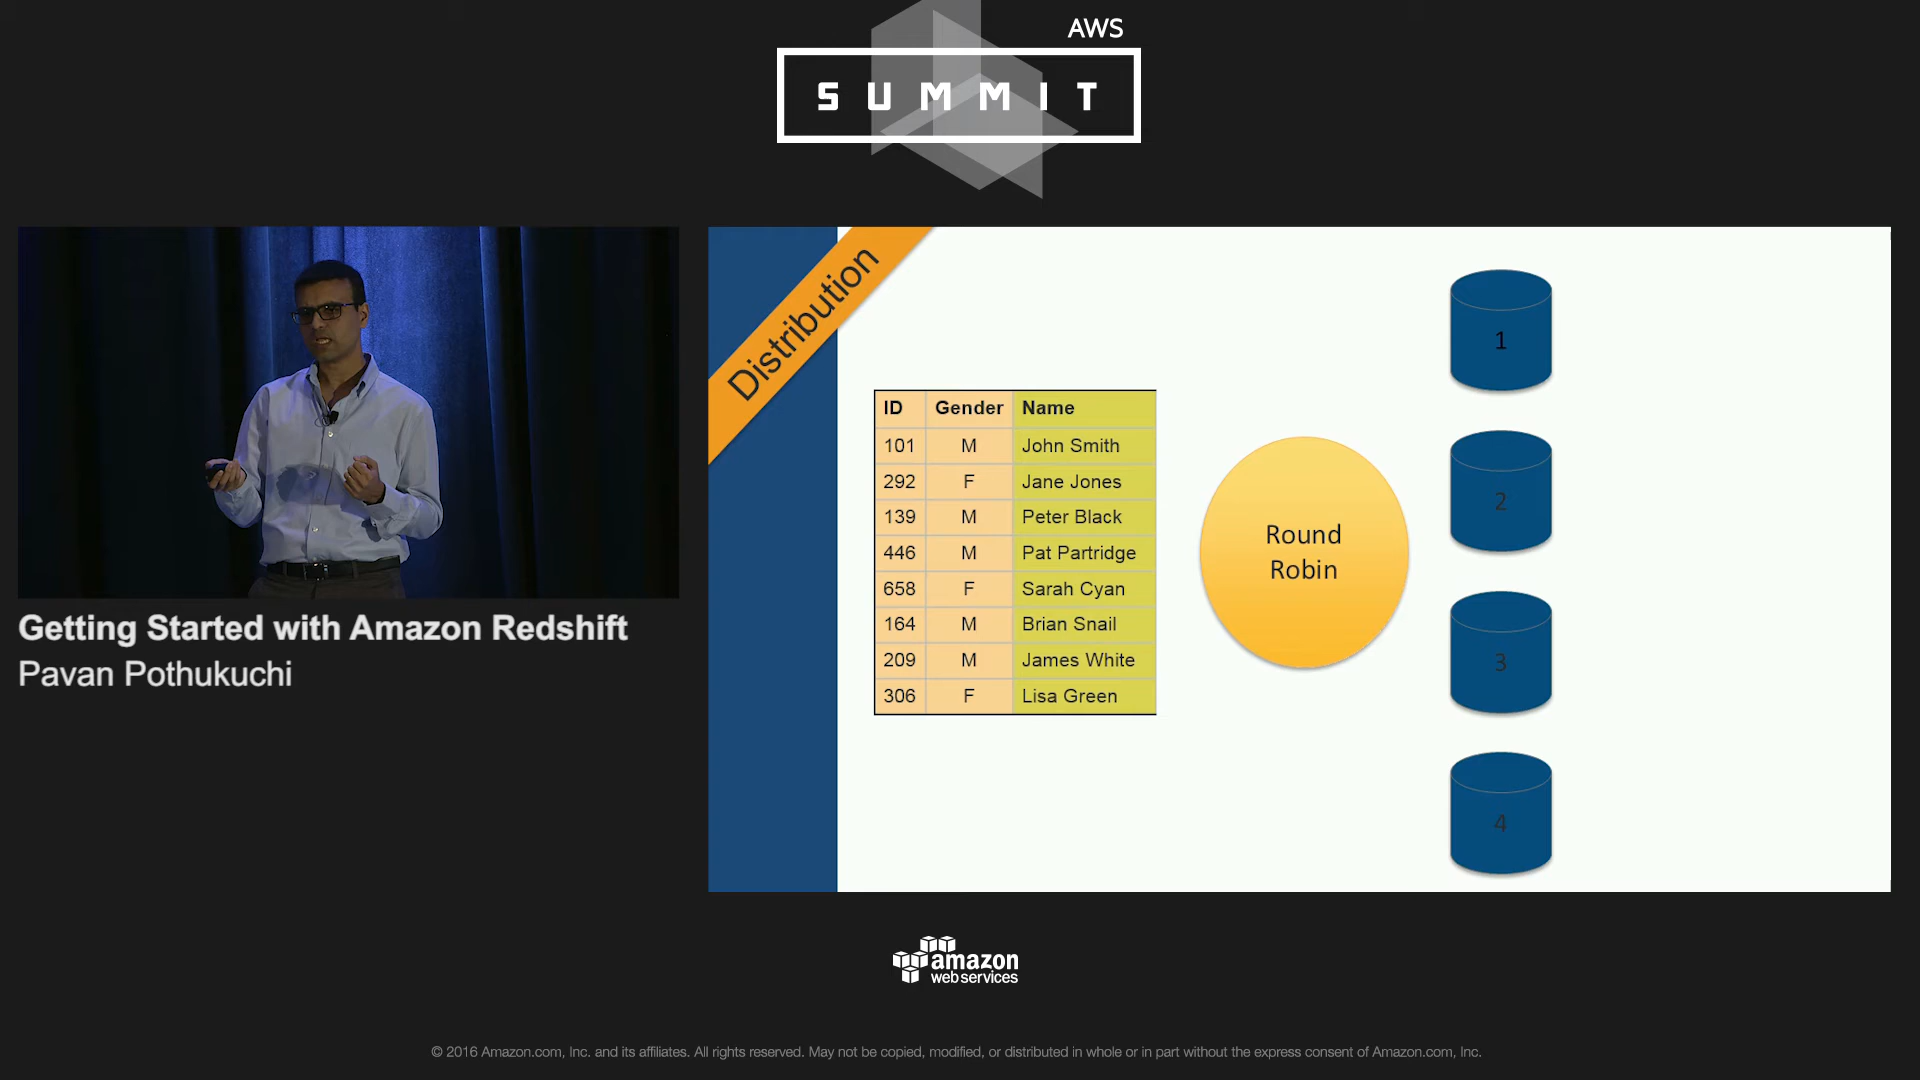 AWS
SUMMIT
Getting Started with Amazon Redshift
Pavan Pothukuchi
Distribution
ID Gender Name
101 M John Smith
292 F Jane Jones
139 M Peter Black
446 M Pat Partridge
658 F Sarah Cyan
164 M Brian Snail
209 M James White
306 F Lisa Green
Round
Robin
1
2
3
4
amazon
webservices
© 2016 Amazon.com, Inc. and its affiliates. All rights reserved. May not be copied, modified, or distributed in whole or in part without the express consent of Amazon.com, Inc.